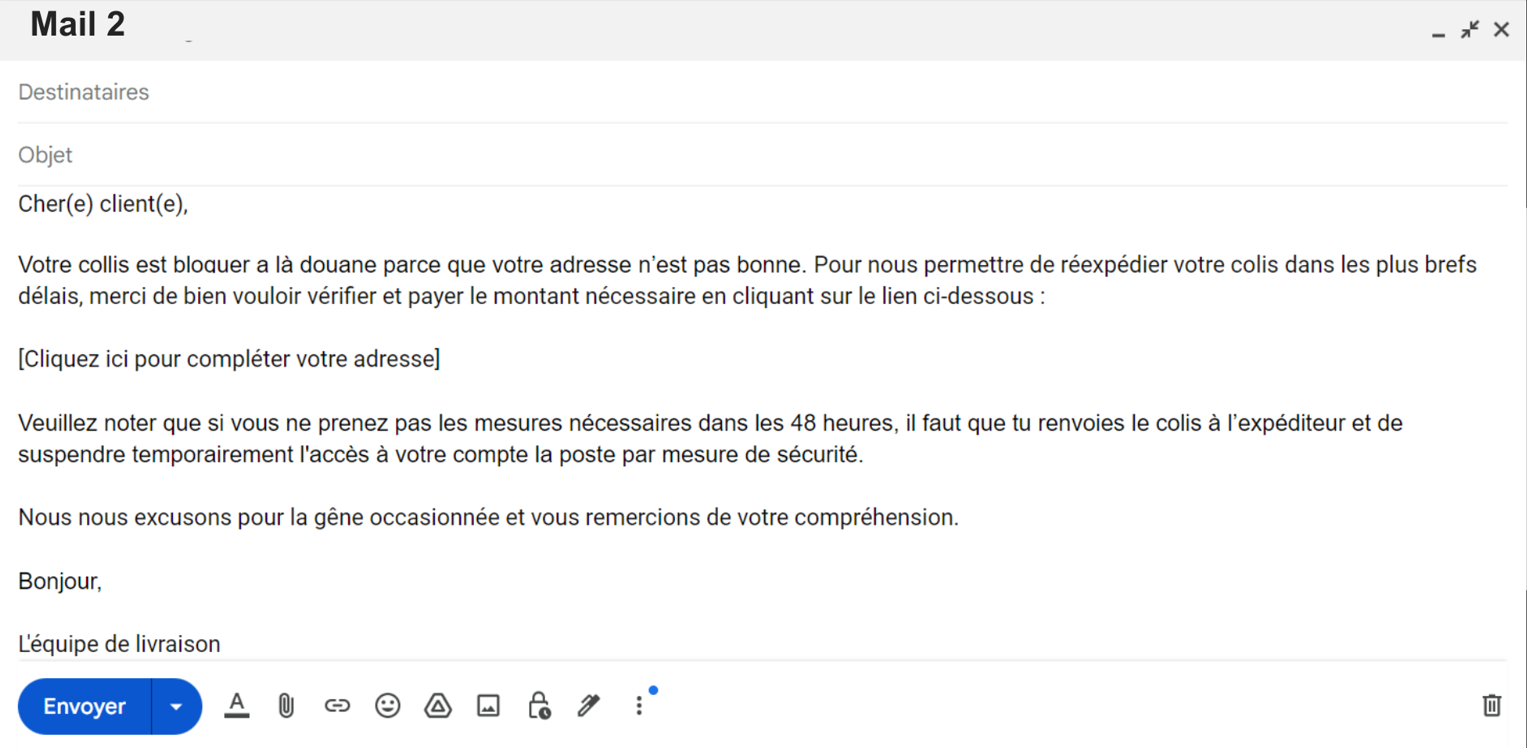 Mail 2
Destinataires
Objet
Cher(e) client(e),
Votre collis est bloquer a là douane parce que votre adresse n’est pas bonne. Pour nous permettre de réexpédier votre colis dans les plus brefs
délais, merci de bien vouloir vérifier et payer le montant nécessaire en cliquant sur le lien ci-dessous :
[Cliquez ici pour compléter votre adresse]
Veuillez noter que si vous ne prenez pas les mesures nécessaires dans les 48 heures, il faut que tu renvoies le colis à l’expéditeur et de
suspendre temporairement l'accès à votre compte la poste par mesure de sécurité.
Nous nous excusons pour la gêne occasionnée et vous remercions de votre compréhension.
Bonjour,
L'équipe de livraison
Envoyer